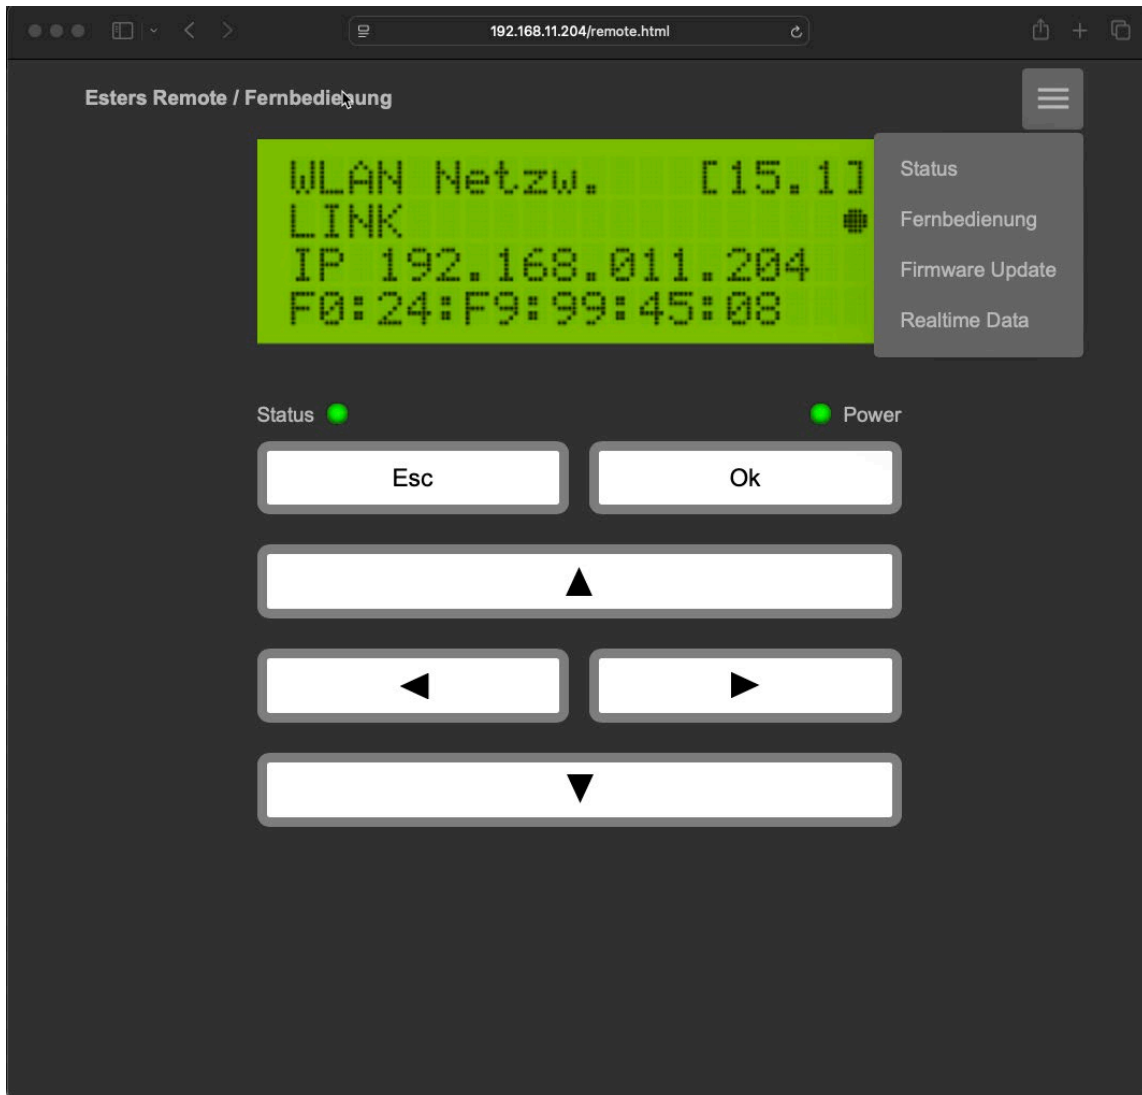 192.168.11.204/remote.html
Esters Remote / Fernbedienung
WLAN Netzw. [15.1]
LINK
IP 192.168.011.204
F0:24:F9:99:45:08
Status
Fernbedienung
Firmware Update
Realtime Data
Status
Power
Esc
Ok